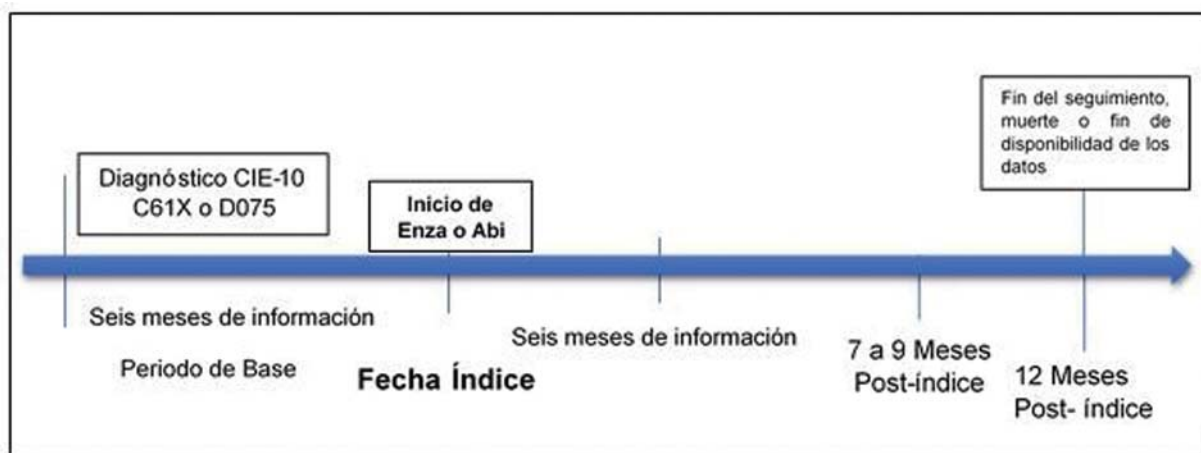 Fin del seguimiento,
muerte o fin de
disponibilidad de los
datos
Diagnóstico CIE-10
C61X o D075
Inicio de
Enza o Abi
Seis meses de información
Periodo de Base
Fecha Índice
Seis meses de información
7 a 9 Meses
Post-índice
12 Meses
Post- índice